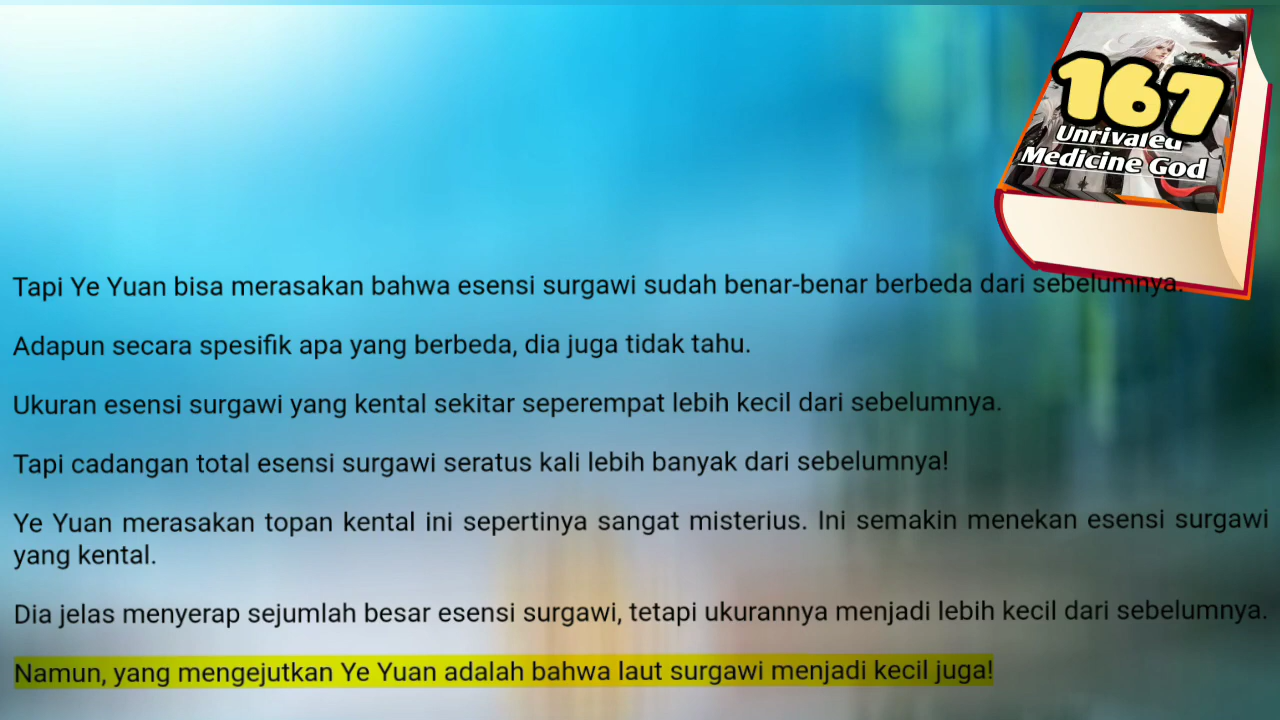 167
Unrivaled
Medicine God
Tapi Ye Yuan bisa merasakan bahwa esensi surgawi sudah benar-benar berbeda dari sebelumnya.
Adapun secara spesifik apa yang berbeda, dia juga tidak tahu.
Ukuran esensi surgawi yang kental sekitar seperempat lebih kecil dari sebelumnya.
Tapi cadangan total esensi surgawi seratus kali lebih banyak dari sebelumnya!
Ye Yuan merasakan topan kental ini sepertinya sangat misterius. Ini semakin menekan esensi surgawi
yang kental.
Dia jelas menyerap sejumlah besar esensi surgawi, tetapi ukurannya menjadi lebih kecil dari sebelumnya.
Namun, yang mengejutkan Ye Yuan adalah bahwa laut surgawi menjadi kecil juga!